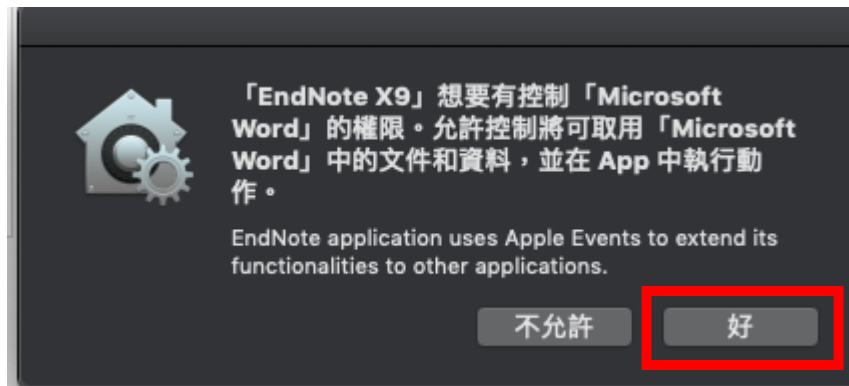 「EndNote X9」想要有控制「Microsoft
Word」的權限。允許控制將可取用「Microsoft
Word」中的文件和資料，並在 App 中執行動
作。
EndNote application uses Apple Events to extend its
functionalities to other applications.
不允許 好